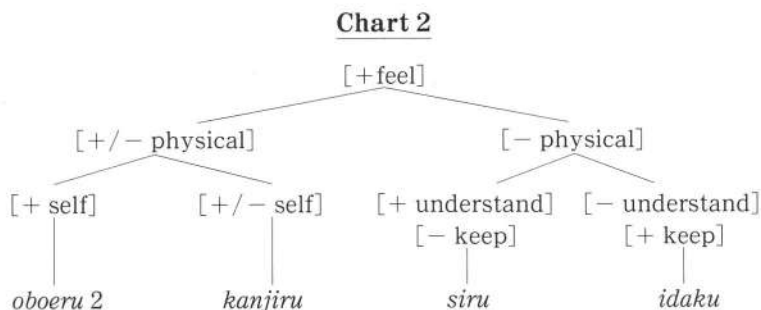 Chart 2
[+feel]
[+/− physical] [− physical]
[+ self] [+/− self] [+ understand] [− understand]
[− keep] [+ keep]
oboeru 2 kanjiru siru idaku